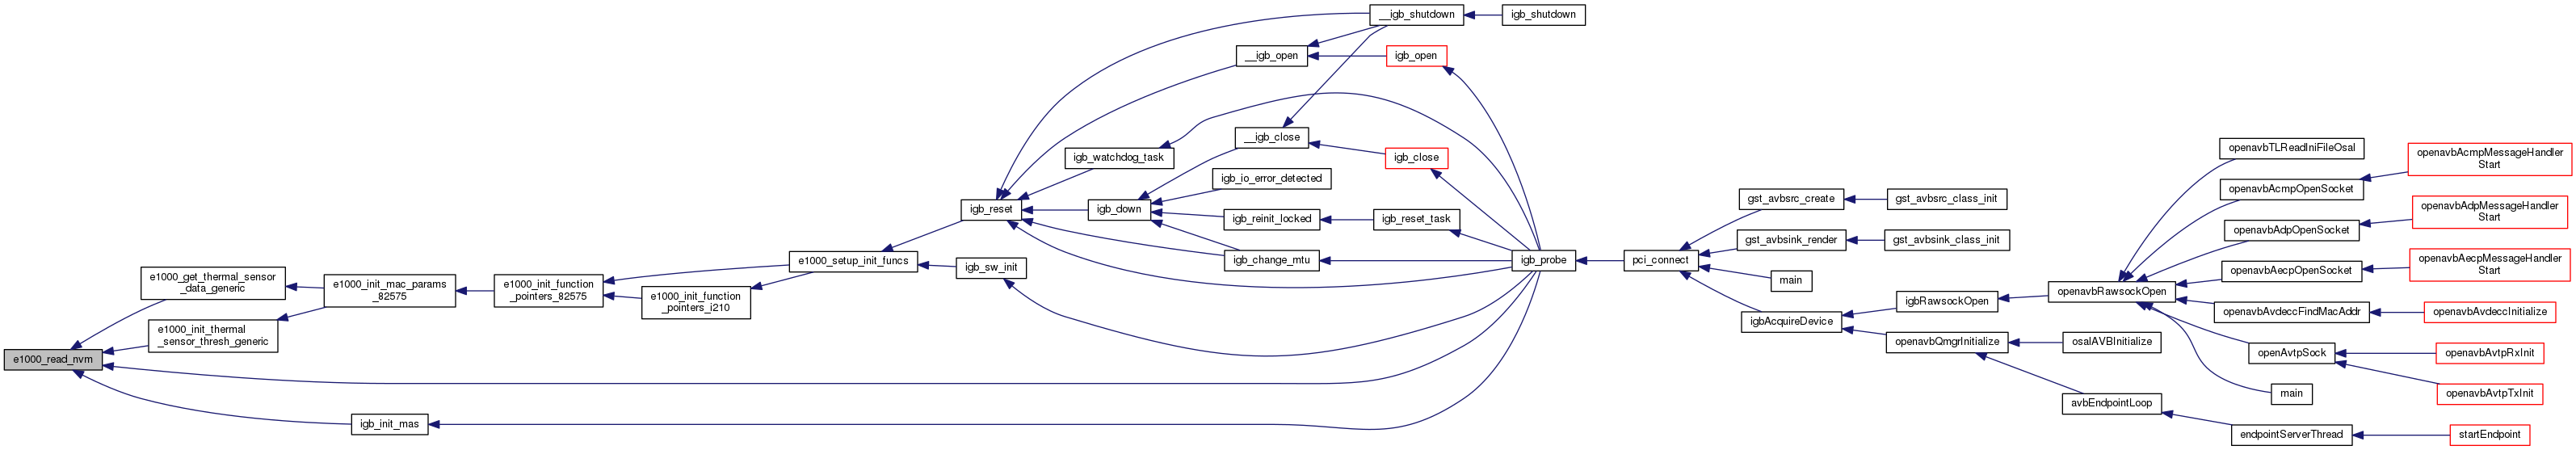 __igb_shutdown
igb_shutdown
__igb_open
igb_open
igb_watchdog_task
__igb_close
igb_close
igb_io_error_detected
igb_reset
igb_down
igb_reinit_locked
igb_reset_task
e1000_setup_init_funcs
igb_sw_init
igb_change_mtu
igb_probe
pci_connect
e1000_get_thermal_sensor
_data_generic
e1000_init_mac_params
_82575
e1000_init_function
_pointers_82575
e1000_init_function
_pointers_i210
e1000_init_thermal
_sensor_thresh_generic
e1000_read_nvm
igb_init_mas
gst_avbsrc_create
gst_avbsrc_class_init
gst_avbsink_render
gst_avbsink_class_init
main
igbAcquireDevice
igbRawsockOpen
openavbQmgrInitialize
osalAVBInitialize
avbEndpointLoop
endpointServerThread
startEndpoint
openavbRawsockOpen
openavbTLReadIniFileOsal
openavbAcmpOpenSocket
openavbAcmpMessageHandler
Start
openavbAdpOpenSocket
openavbAdpMessageHandler
Start
openavbAecpOpenSocket
openavbAecpMessageHandler
Start
openavbAvdeccFindMacAddr
openavbAvdeccInitialize
openAvtpSock
openavbAvtpRxInit
openavbAvtpTxInit
main